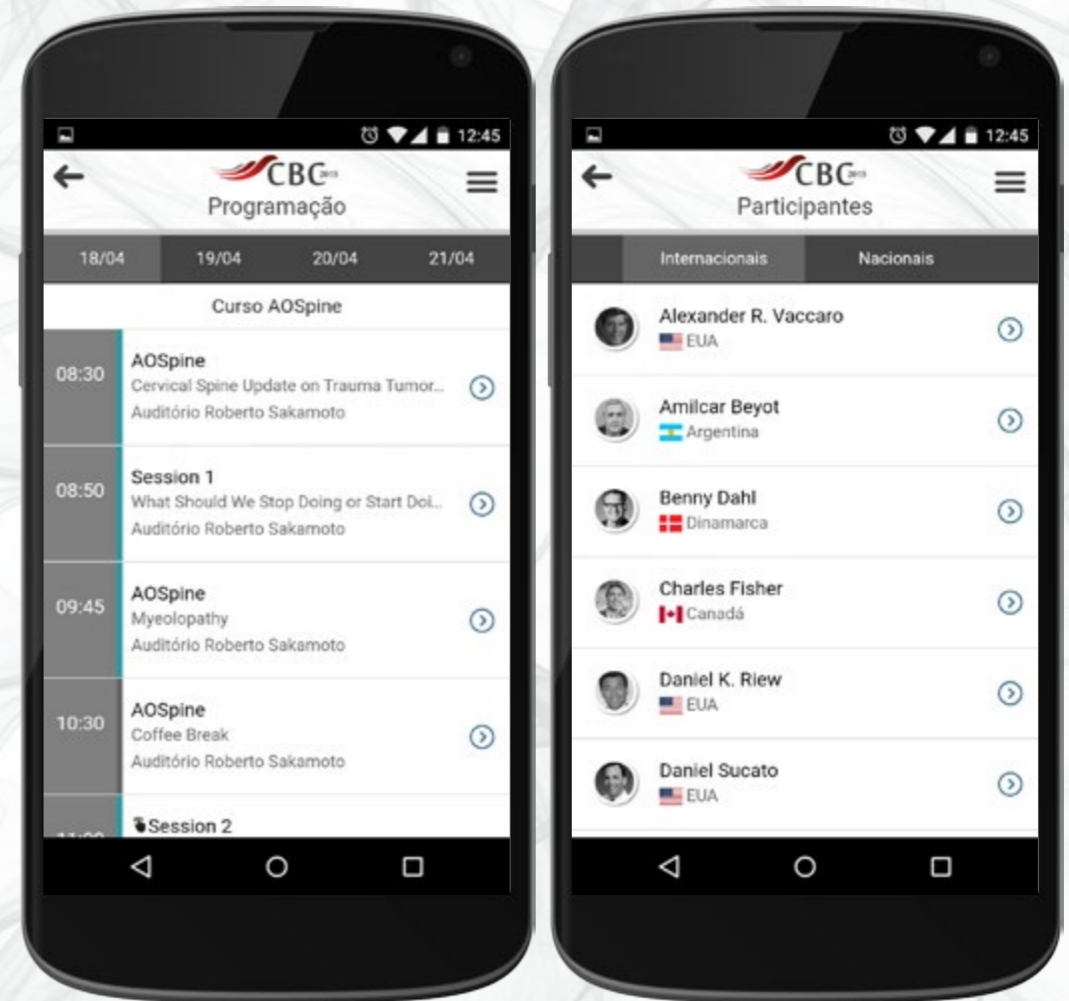 12:45
CBC 2015
Programação
18/04 19/04 20/04 21/04
Curso AOSpine
08:30
AOSpine
Cervical Spine Update on Trauma Tumor...
Auditório Roberto Sakamoto
08:50
Session 1
What Should We Stop Doing or Start Doi...
Auditório Roberto Sakamoto
09:45
AOSpine
Myeolopathy
Auditório Roberto Sakamoto
10:30
AOSpine
Coffee Break
Auditório Roberto Sakamoto
Session 2
12:45
CBC 2015
Participantes
Internacionais Nacionais
Alexander R. Vaccaro
EUA
Amilcar Beyot
Argentina
Benny Dahl
Dinamarca
Charles Fisher
Canadá
Daniel K. Riew
EUA
Daniel Sucato
EUA